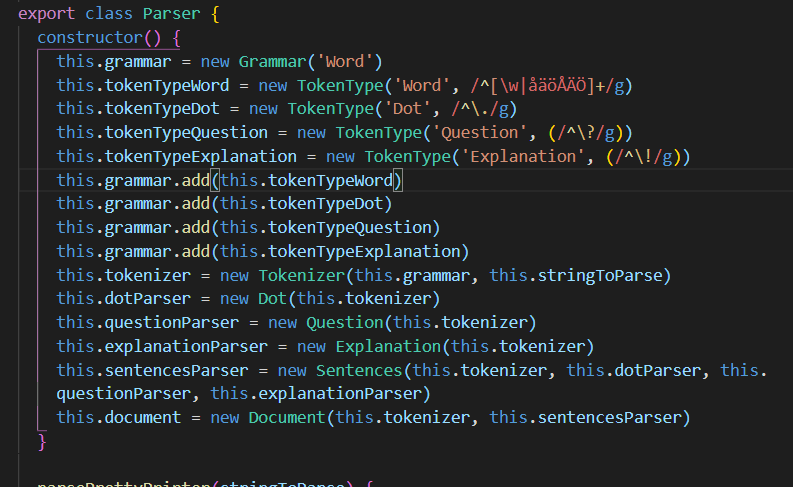 export class Parser {
constructor() {
this.grammar = new Grammar('Word')
this.tokenTypeWord = new TokenType('Word', /^[\w|åäöÅÄÖ]+/g)
this.tokenTypeDot = new TokenType('Dot', /^\./g)
this.tokenTypeQuestion = new TokenType('Question', (/^\?/g))
this.tokenTypeExplanation = new TokenType('Explanation', (/^\!/g))
this.grammar.add(this.tokenTypeWord)
this.grammar.add(this.tokenTypeDot)
this.grammar.add(this.tokenTypeQuestion)
this.grammar.add(this.tokenTypeExplanation)
this.tokenizer = new Tokenizer(this.grammar, this.stringToParse)
this.dotParser = new Dot(this.tokenizer)
this.questionParser = new Question(this.tokenizer)
this.explanationParser = new Explanation(this.tokenizer)
this.sentencesParser = new Sentences(this.tokenizer, this.dotParser, this.
questionParser, this.explanationParser)
this.document = new Document(this.tokenizer, this.sentencesParser)
}
parsePrettyPrinter(stringToParse) {